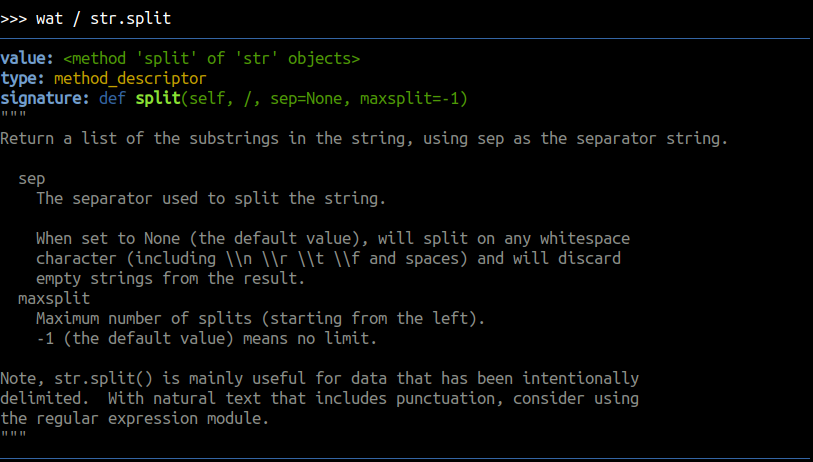 >>> wat / str.split
value: <method 'split' of 'str' objects>
type: method_descriptor
signature: def split(self, /, sep=None, maxsplit=-1)
"""
Return a list of the substrings in the string, using sep as the separator string.

  sep
    The separator used to split the string.

    When set to None (the default value), will split on any whitespace
    character (including \\n \\r \\t \\f and spaces) and will discard
    empty strings from the result.
  maxsplit
    Maximum number of splits (starting from the left).
    -1 (the default value) means no limit.

Note, str.split() is mainly useful for data that has been intentionally
delimited.  With natural text that includes punctuation, consider using
the regular expression module.
"""